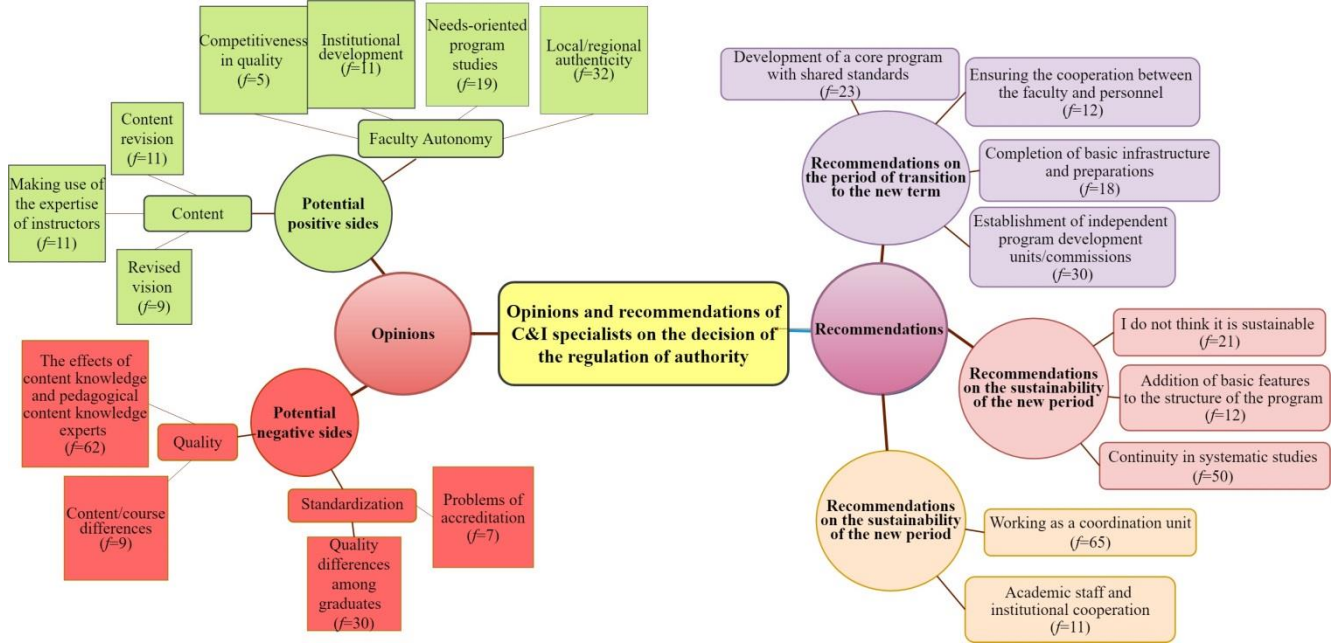 Competitiveness
in quality
(f=5)
Institutional
development
(f=11)
Needs-oriented
program
studies
(f=19)
Local/regional
authenticity
(f=32)
Faculty Autonomy
Content
revision
(f=11)
Making use of
the expertise
of instructors
(f=11)
Content
Revised
vision
(f=9)
Potential
positive sides
Opinions
The effects of
content knowledge
and pedagogical
content knowledge
experts
(f=62)
Quality
Content/course
differences
(f=9)
Potential
negative sides
Standardization
Problems of
accreditation
(f=7)
Quality
differences
among
graduates
(f=30)
Opinions and recommendations of
C&I specialists on the decision of
the regulation of authority
Recommendations
Development of a core program
with shared standards
(f=23)
Ensuring the cooperation between
the faculty and personnel
(f=12)
Recommendations on
the period of transition
to the new term
Completion of basic infrastructure
and preparations
(f=18)
Establishment of independent
program development
units/commissions
(f=30)
Recommendations
on the sustainability
of the new period
I do not think it is sustainable
(f=21)
Addition of basic features
to the structure of the program
(f=12)
Continuity in systematic studies
(f=50)
Recommendations
on the sustainability
of the new period
Working as a coordination unit
(f=65)
Academic staff and
institutional cooperation
(f=11)